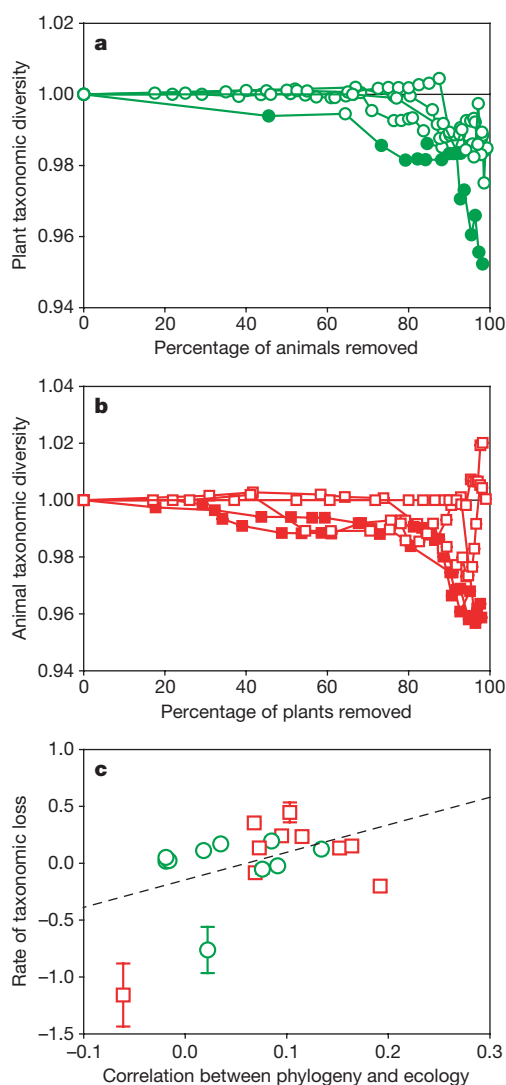 a
1.02
1.00
0.98
0.96
0.94
Plant taxonomic diversity
0 20 40 60 80 100
Percentage of animals removed
b
1.04
1.02
1.00
0.98
0.96
0.94
Animal taxonomic diversity
0 20 40 60 80 100
Percentage of plants removed
c
1.0
0.5
0.0
−0.5
−1.0
−1.5
Rate of taxonomic loss
−0.1 0.0 0.1 0.2 0.3
Correlation between phylogeny and ecology